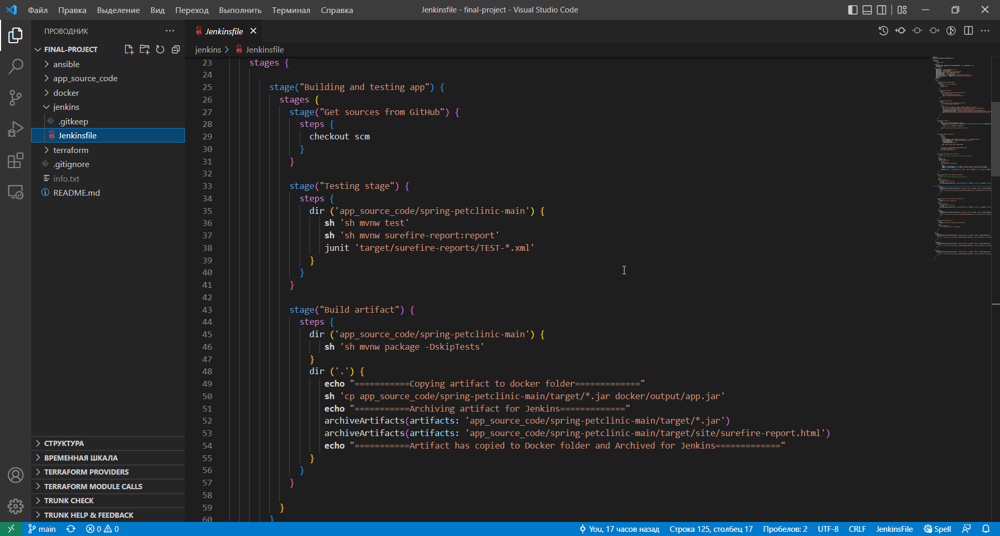 Файл Правка Выделение Вид Переход Выполнить Терминал Справка
Jenkinsfile - final-project - Visual Studio Code
ПРОВОДНИК
FINAL-PROJECT
ansible
app_source_code
docker
jenkins
.gitkeep
Jenkinsfile
terraform
.gitignore
info.txt
README.md
СТРУКТУРА
ВРЕМЕННАЯ ШКАЛА
TERRAFORM PROVIDERS
TERRAFORM MODULE CALLS
TRUNK CHECK
TRUNK HELP & FEEDBACK
Jenkinsfile
jenkins > Jenkinsfile
23 stages {
24
25 stage("Building and testing app") {
26 stages {
27 stage("Get sources from GitHub") {
28 steps {
29 checkout scm
30 }
31 }
32
33 stage("Testing stage") {
34 steps {
35 dir ('app_source_code/spring-petclinic-main') {
36 sh 'sh mvnw test'
37 sh 'sh mvnw surefire-report:report'
38 junit 'target/surefire-reports/TEST-*.xml'
39 }
40 }
41 }
42
43 stage("Build artifact") {
44 steps {
45 dir ('app_source_code/spring-petclinic-main') {
46 sh 'sh mvnw package -DskipTests'
47 }
48 dir ('.') {
49 echo "===========Copying artifact to docker folder============="
50 sh 'cp app_source_code/spring-petclinic-main/target/*.jar docker/output/app.jar'
51 echo "===========Archiving artifact for Jenkins============="
52 archiveArtifacts(artifacts: 'app_source_code/spring-petclinic-main/target/*.jar')
53 archiveArtifacts(artifacts: 'app_source_code/spring-petclinic-main/target/site/surefire-report.html')
54 echo "===========Artifact has copied to Docker folder and Archived for Jenkins============="
55 }
56 }
57 }
58
59 }
60 }
main 0 0
You, 17 часов назад Строка 125, столбец 17 Пробелов: 2 UTF-8 CRLF JenkinsFile Spell